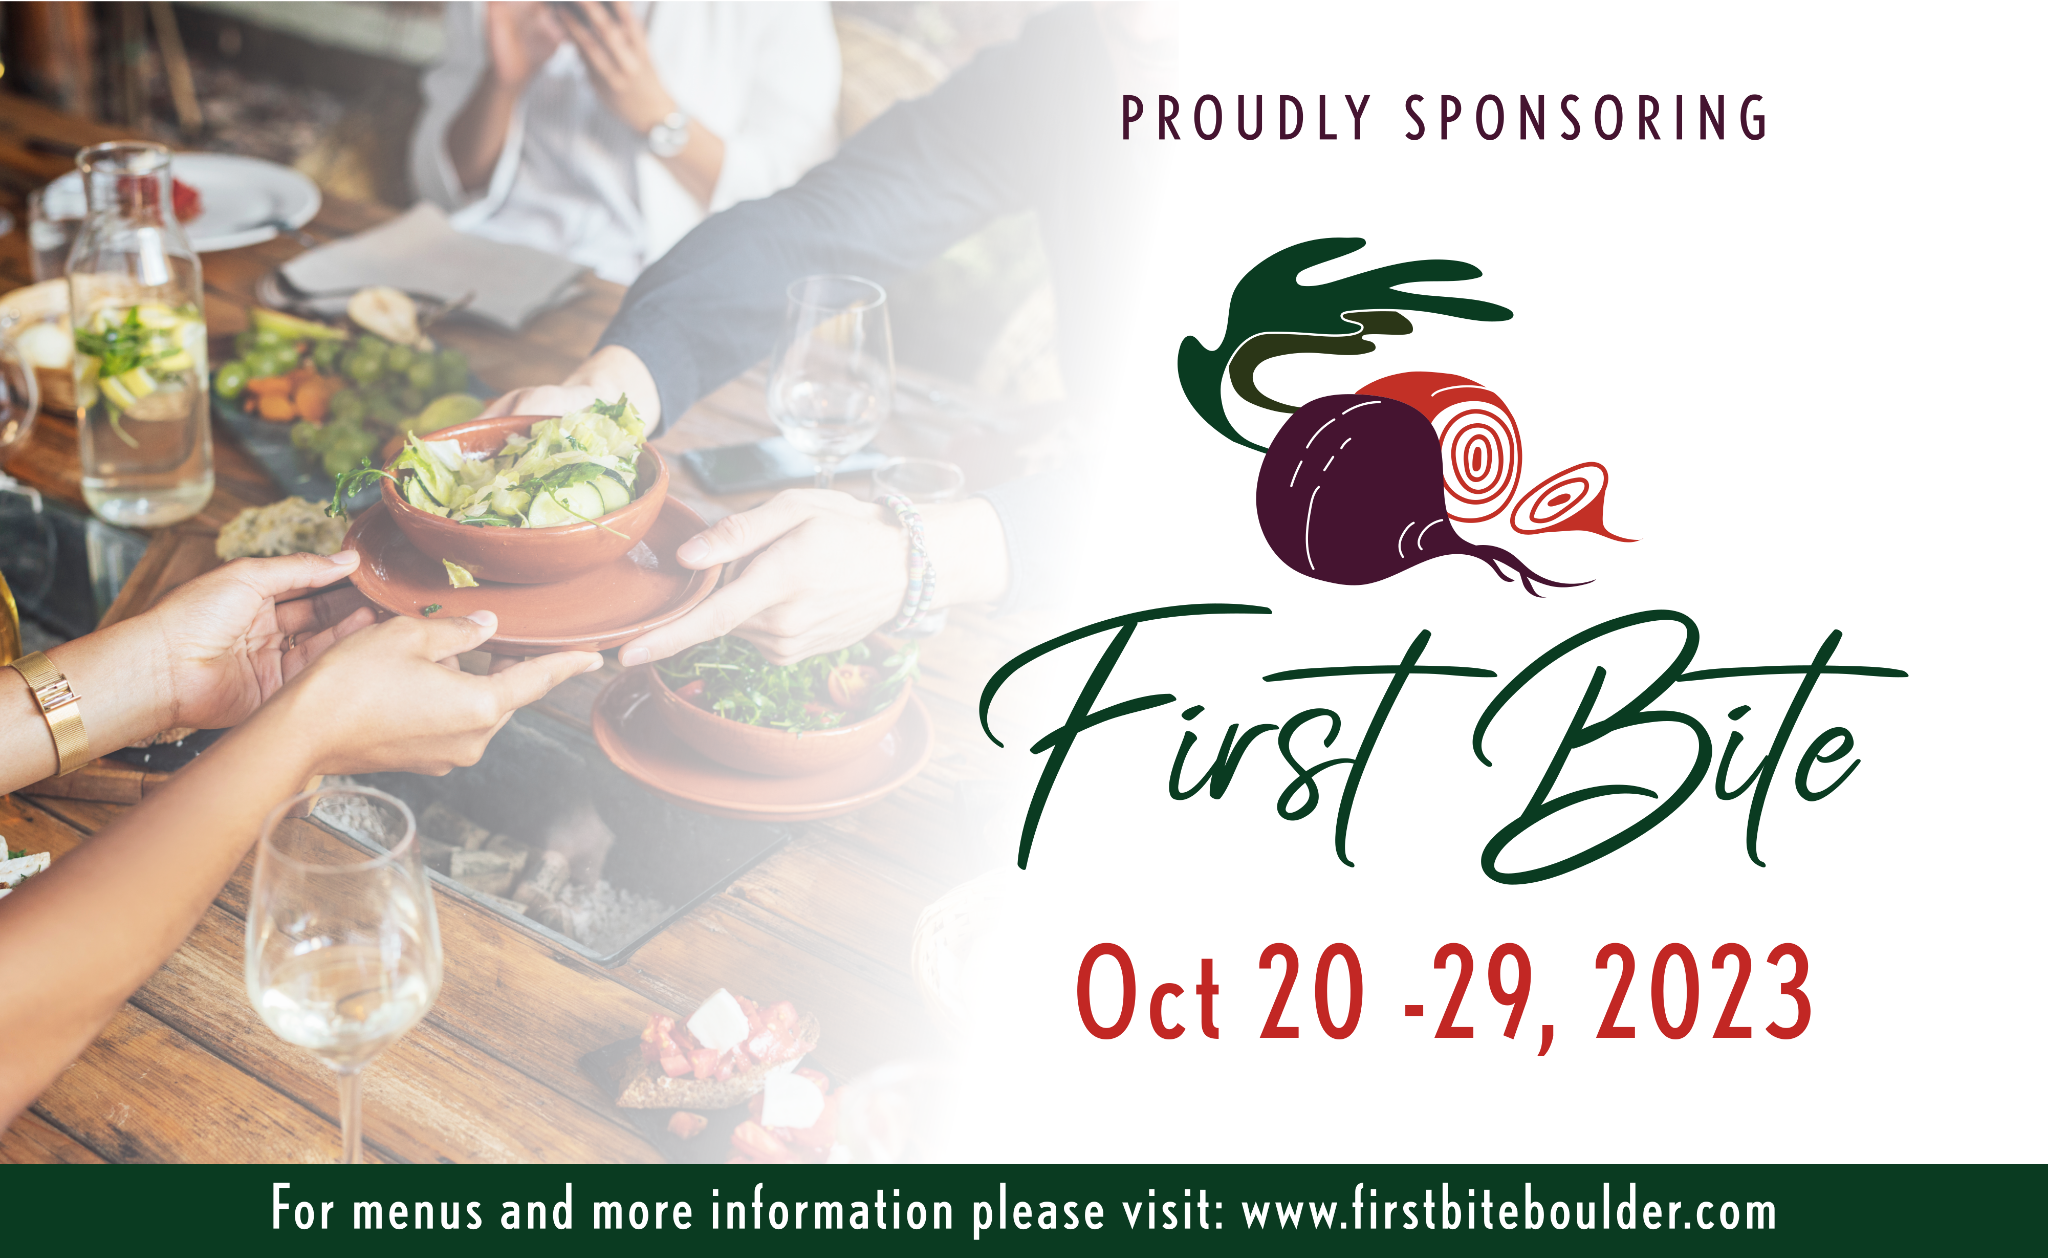 PROUDLY SPONSORING
First Bite
Oct 20 -29, 2023
For menus and more information please visit: www.firstbiteboulder.com